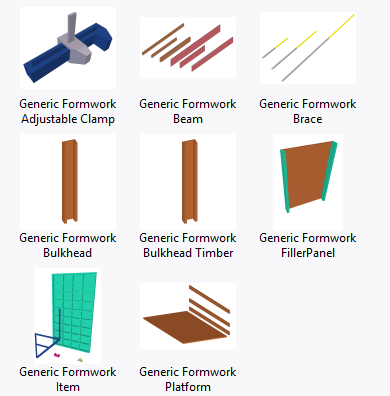 Generic Formwork
Adjustable Clamp
Generic Formwork
Beam
Generic Formwork
Brace
Generic Formwork
Bulkhead
Generic Formwork
Bulkhead Timber
Generic Formwork
FillerPanel
Generic Formwork
Item
Generic Formwork
Platform